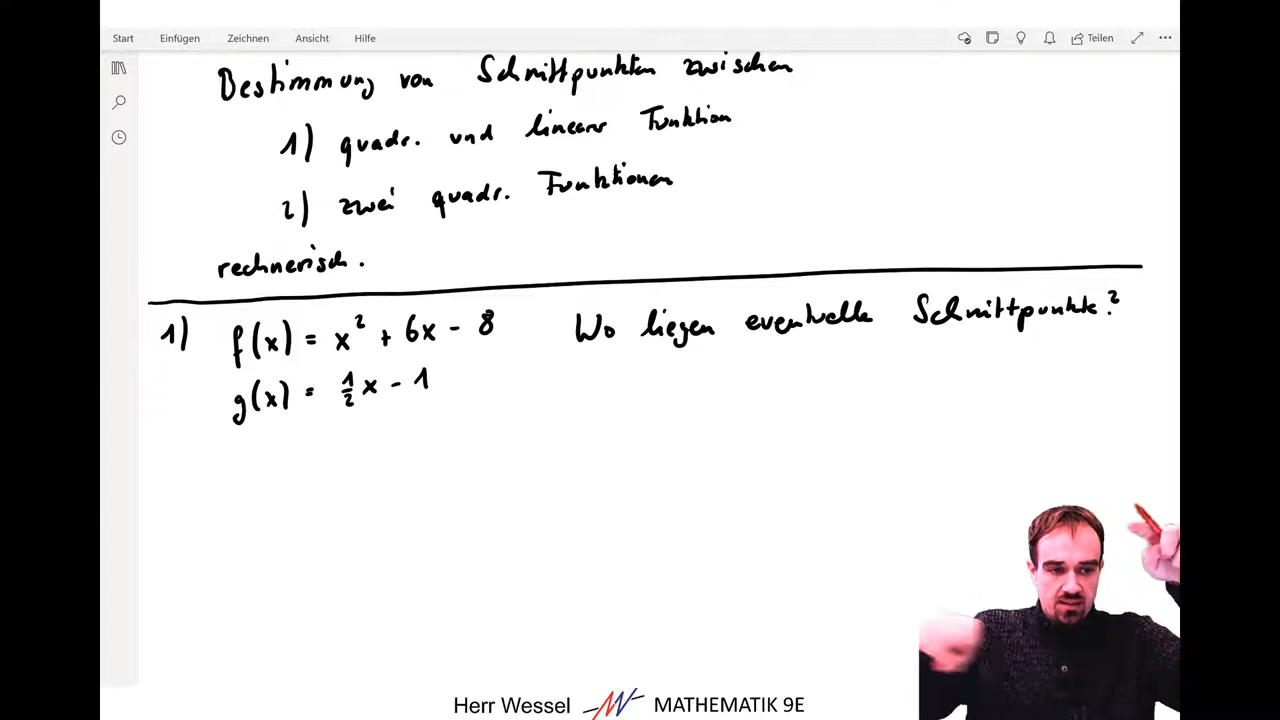 Start Einfügen Zeichnen Ansicht Hilfe Teilen
Bestimmung von Schnittpunkten zwischen
1) quadr. und linearer Funktion
2) zwei quadr. Funktionen
rechnerisch.
1) f(x) = x² + 6x - 8 Wo liegen eventuelle Schnittpunkte?
g(x) = 1/2 x - 1
Herr Wessel MATHEMATIK 9E